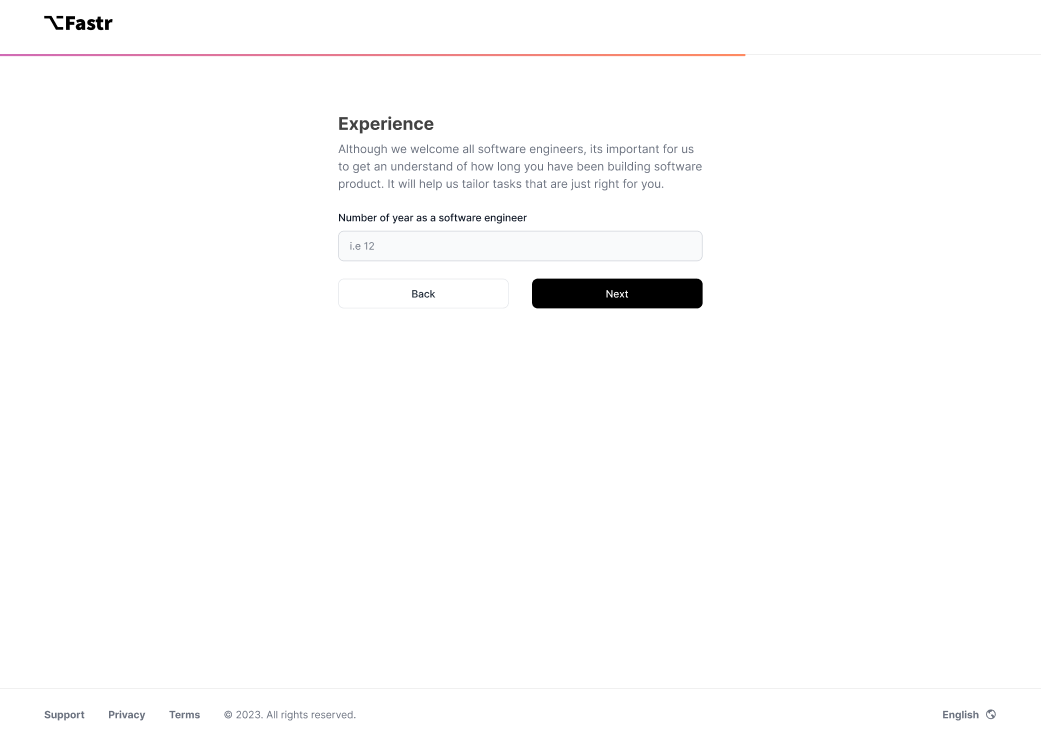 ⌥Fastr
Experience
Although we welcome all software engineers, its important for us
to get an understand of how long you have been building software
product. It will help us tailor tasks that are just right for you.
Number of year as a software engineer
i.e 12
Back
Next
Support
Privacy
Terms
© 2023. All rights reserved.
English